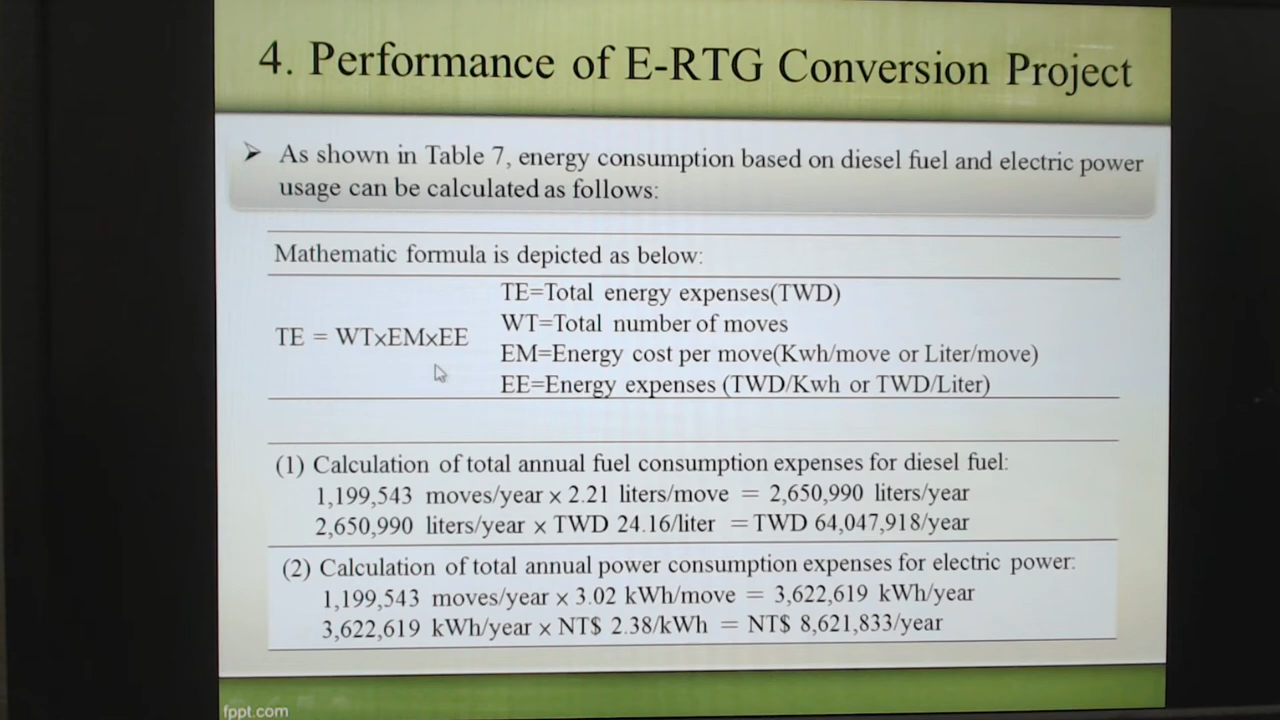 4. Performance of E-RTG Conversion Project
➢ As shown in Table 7, energy consumption based on diesel fuel and electric power
usage can be calculated as follows:
Mathematic formula is depicted as below:
TE = WTxEMxEE
TE=Total energy expenses(TWD)
WT=Total number of moves
EM=Energy cost per move(Kwh/move or Liter/move)
EE=Energy expenses (TWD/Kwh or TWD/Liter)
(1) Calculation of total annual fuel consumption expenses for diesel fuel:
1,199,543 moves/year x 2.21 liters/move = 2,650,990 liters/year
2,650,990 liters/year x TWD 24.16/liter =TWD 64,047,918/year
(2) Calculation of total annual power consumption expenses for electric power:
1,199,543 moves/year x 3.02 kWh/move = 3,622,619 kWh/year
3,622,619 kWh/year x NT$ 2.38/kWh = NT$ 8,621,833/year
fppt.com